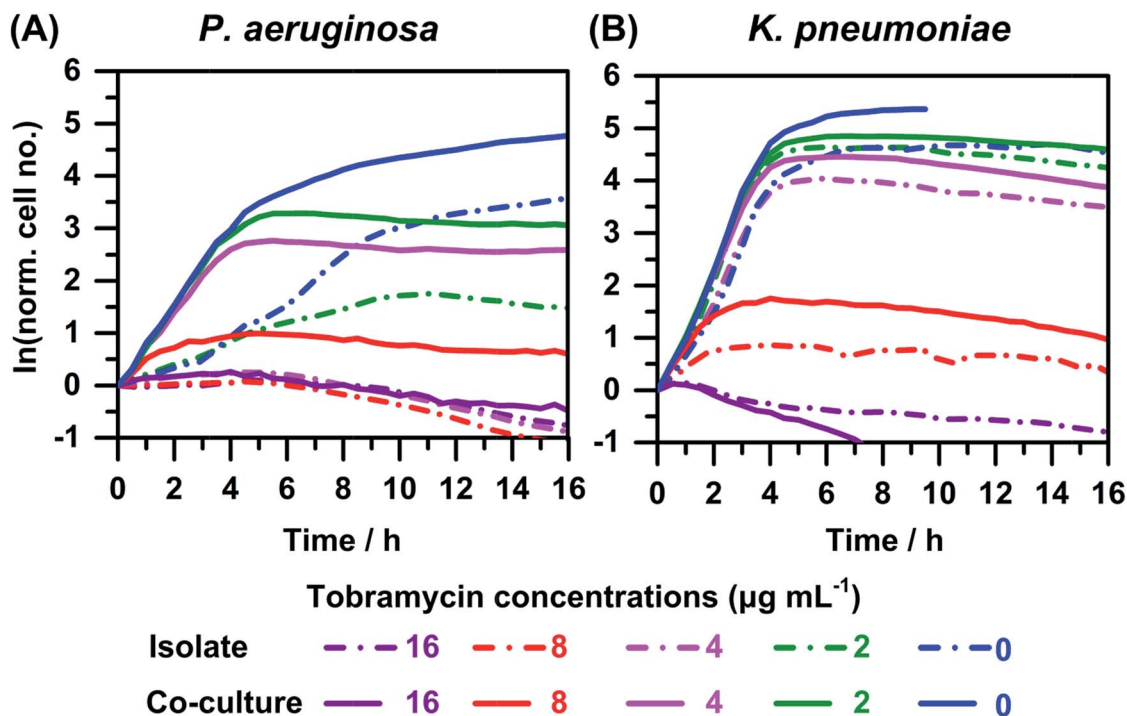 (A) P. aeruginosa
(B) K. pneumoniae
ln(norm. cell no.)
6
5
4
3
2
1
0
-1
0 2 4 6 8 10 12 14 16
Time / h
6
5
4
3
2
1
0
-1
0 2 4 6 8 10 12 14 16
Time / h
Tobramycin concentrations (µg mL⁻¹)
Isolate 16 8 4 2 0
Co-culture 16 8 4 2 0